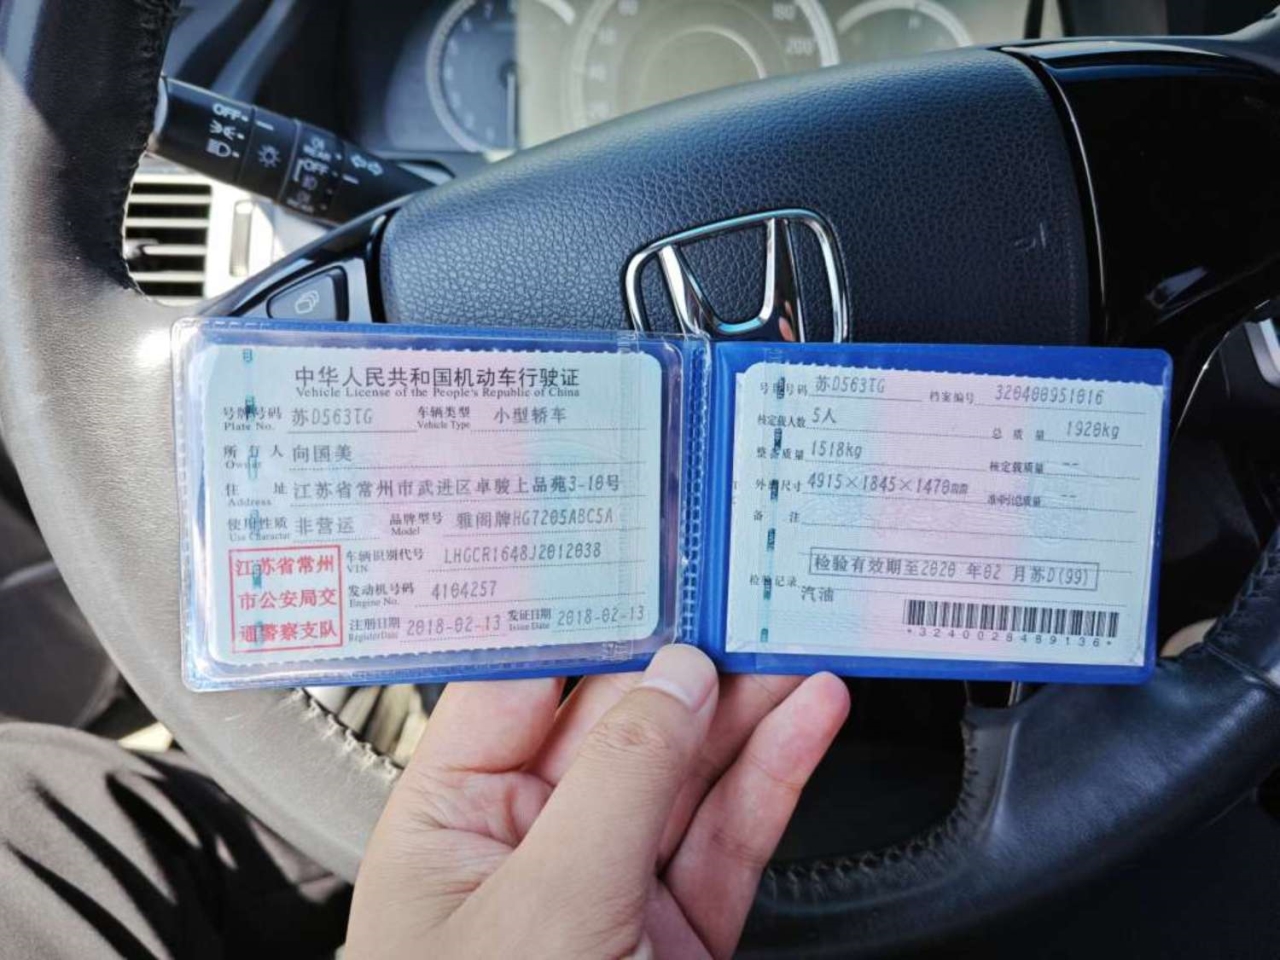 OFF
OFF
中华人民共和国机动车行驶证
Vehicle License of the People's Republic of China
号牌号码 苏D563TG 车辆类型 小型轿车
Plate No. Vehicle Type
所有人 向国美
Owner
住址 江苏省常州市武进区卓骏上品苑3-10号
Address
使用性质 非营运 品牌型号 雅阁牌HG7205ABC5A
Use Character Model
江苏省常州
市公安局交
通警察支队
车辆识别代号 LHGCR1648J2012038
VIN
发动机号码 4104257
Engine No.
注册日期 2018-02-13 发证日期 2018-02-13
Register Date Issue Date
号牌号码 苏D563TG 档案编号 320400951016
核定载人数 5人 总质量 1920kg
整备质量 1518kg 核定载质量 --
外廓尺寸 4915×1845×1470mm 准牵引总质量 --
备注
检验有效期至2020年02月苏D(99)
检验记录
汽油
*3240028489136*